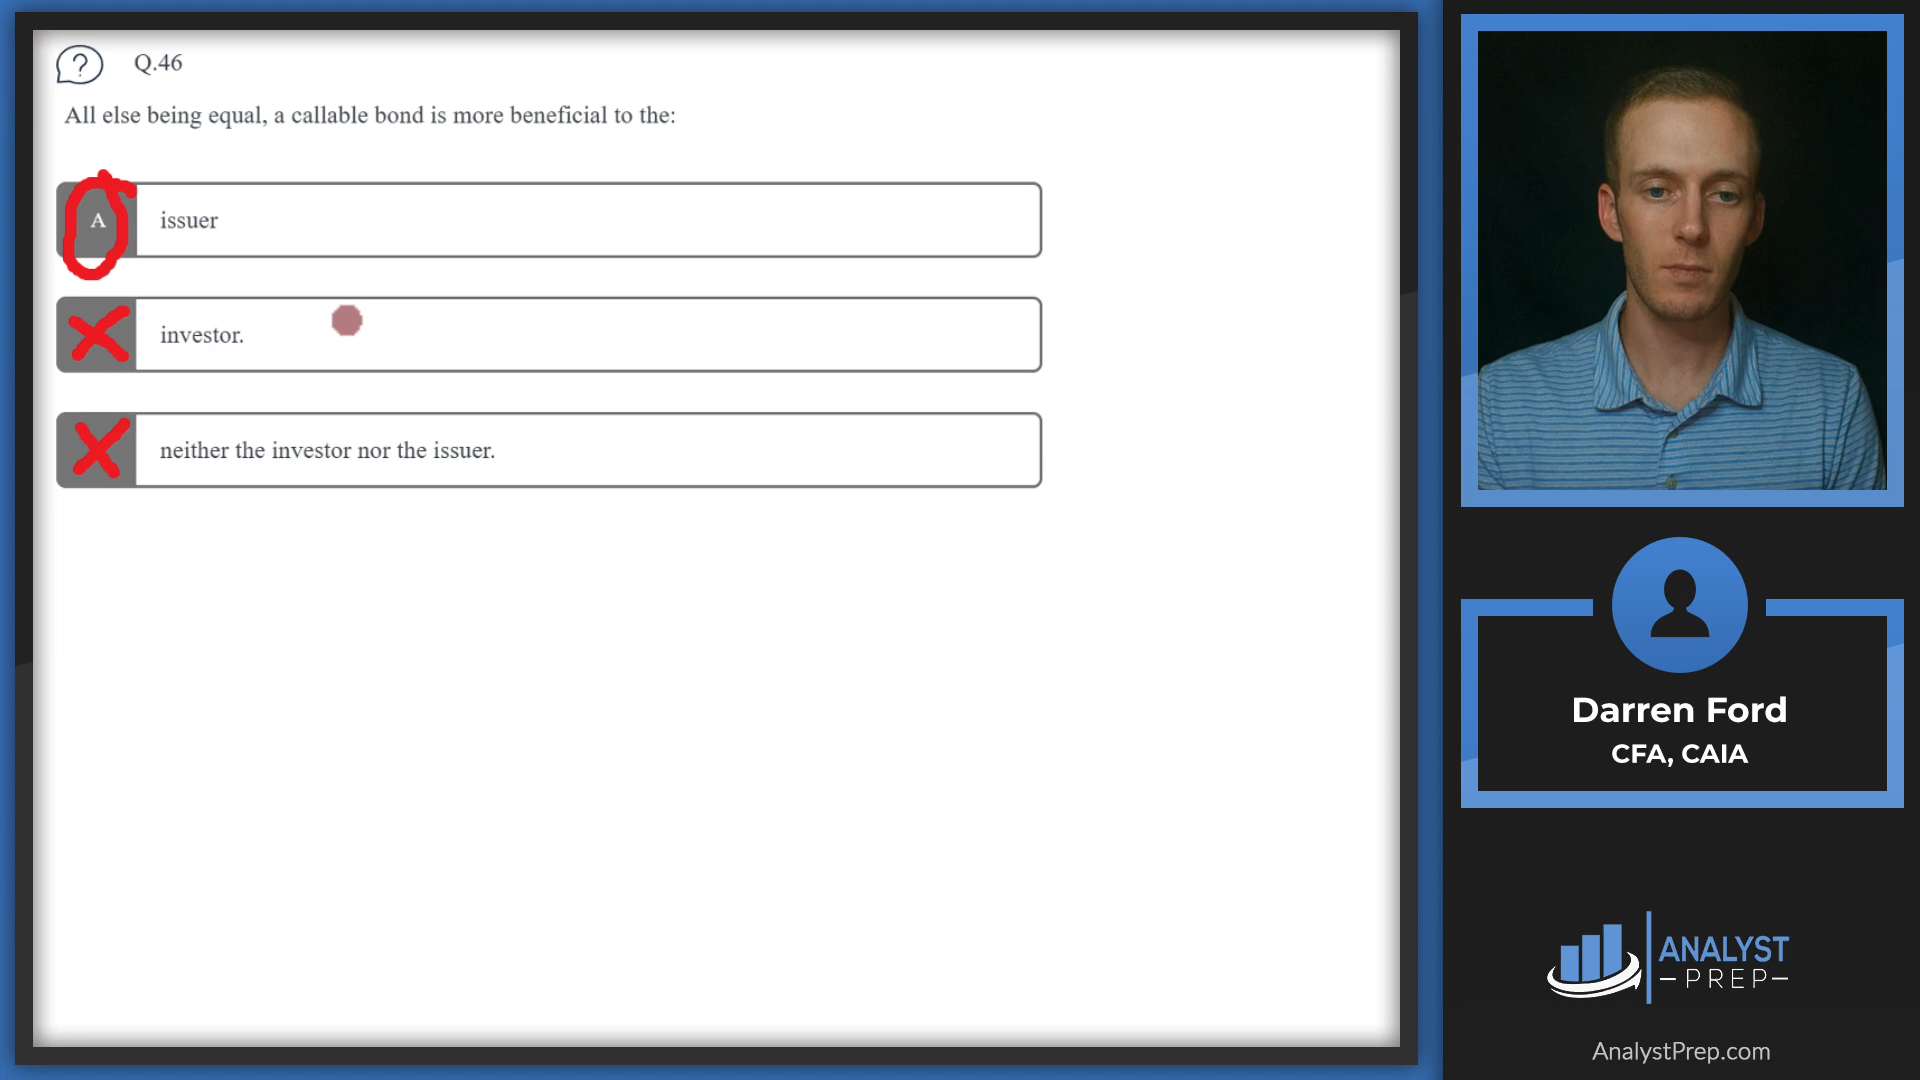 ?
Q.46
All else being equal, a callable bond is more beneficial to the:
A
issuer
investor.
neither the investor nor the issuer.
Darren Ford
CFA, CAIA
ANALYST
PREP
AnalystPrep.com